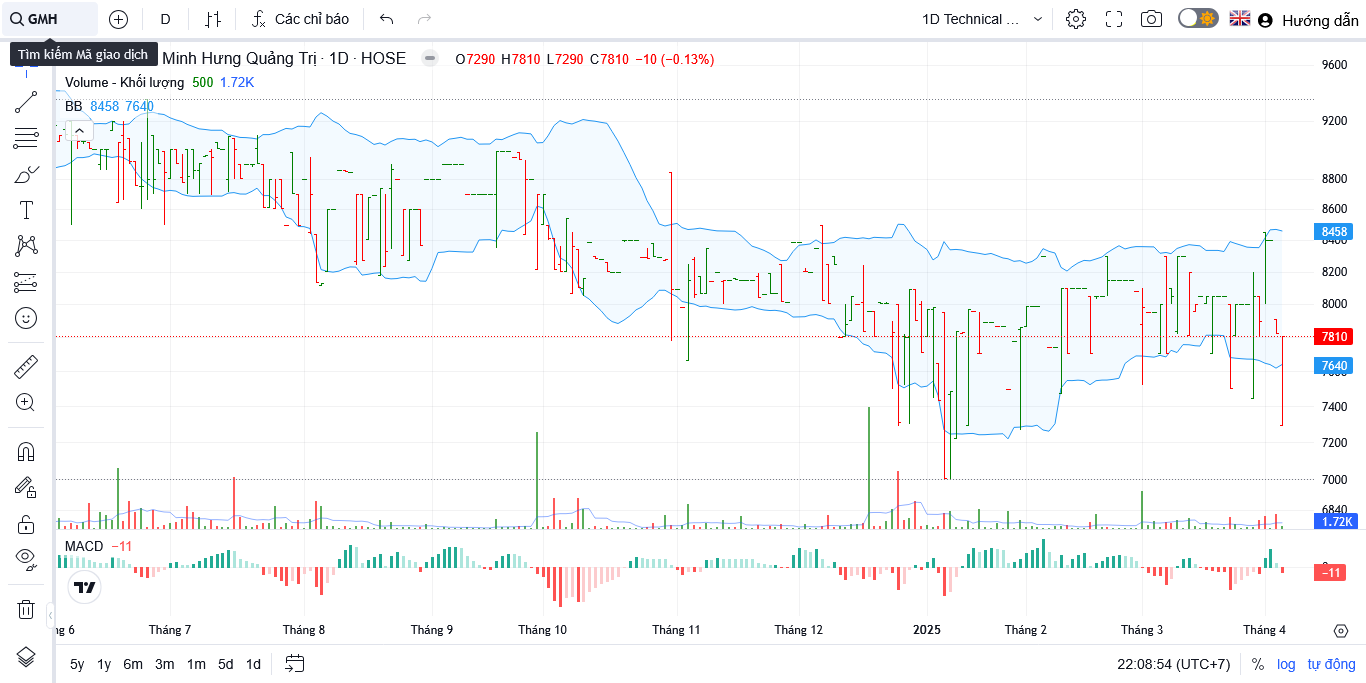 GMH
D
Các chỉ báo
1D Technical ...
Hướng dẫn
Tìm kiếm Mã giao dịch
Minh Hưng Quảng Trị · 1D · HOSE
O7290 H7810 L7290 C7810 −10 (−0.13%)
Volume - Khối lượng 500 1.72K
BB 8458 7640
9600
9200
8800
8600
8458
8400
8200
8000
7810
7640
7600
7400
7200
7000
6840
1.72K
MACD −11
−11
ng 6
Tháng 7
Tháng 8
Tháng 9
Tháng 10
Tháng 11
Tháng 12
2025
Tháng 2
Tháng 3
Tháng 4
5y 1y 6m 3m 1m 5d 1d
22:08:54 (UTC+7)
% log tự động